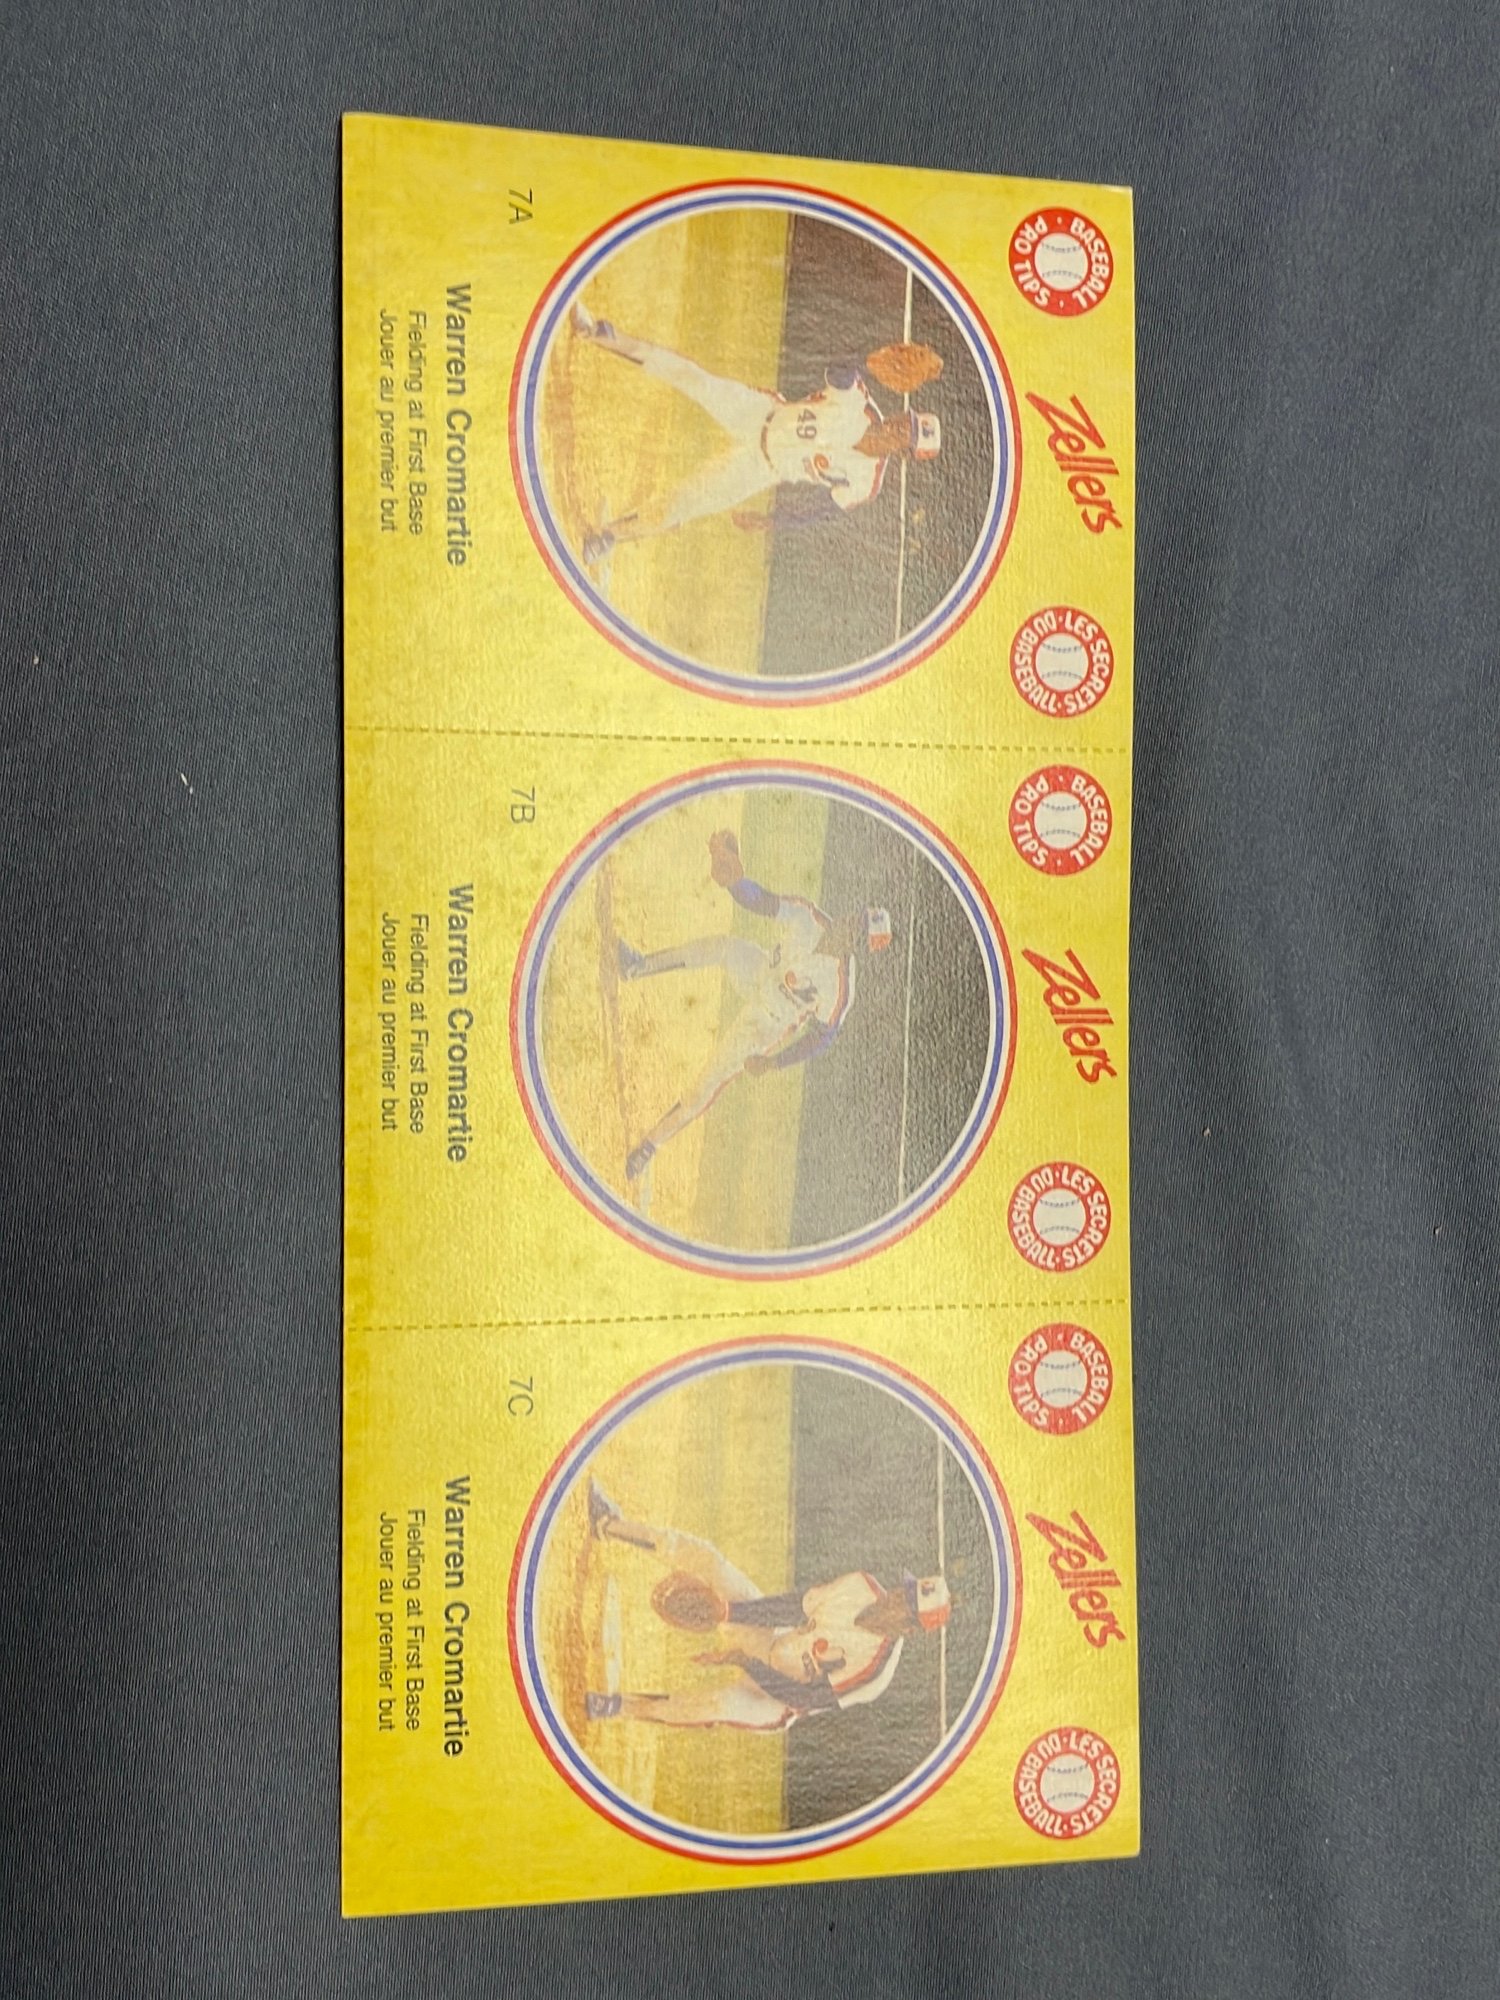 BASEBALL PRO TIPS
Zellers
LES SECRETS DU BASEBALL
49
7A
Warren Cromartie
Fielding at First Base
Jouer au premier but
BASEBALL PRO TIPS
Zellers
LES SECRETS DU BASEBALL
7B
Warren Cromartie
Fielding at First Base
Jouer au premier but
BASEBALL PRO TIPS
Zellers
LES SECRETS DU BASEBALL
7C
Warren Cromartie
Fielding at First Base
Jouer au premier but